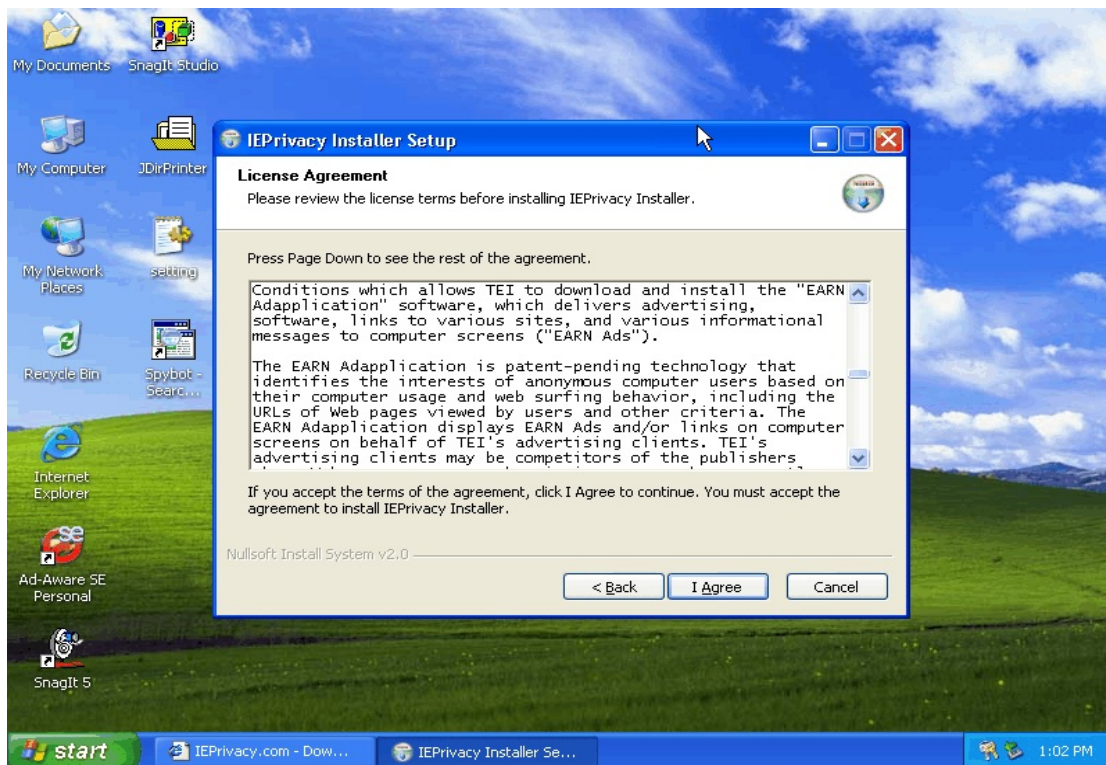 My Documents
SnagIt Studio
My Computer
JDirPrinter
My Network
Places
setting
Recycle Bin
Spybot -
Searc...
Internet
Explorer
Ad-Aware SE
Personal
SnagIt 5
IEPrivacy Installer Setup
License Agreement
Please review the license terms before installing IEPrivacy Installer.
Press Page Down to see the rest of the agreement.
Conditions which allows TEI to download and install the "EARN
Adapplication" software, which delivers advertising,
software, links to various sites, and various informational
messages to computer screens ("EARN Ads").
The EARN Adapplication is patent-pending technology that
identifies the interests of anonymous computer users based on
their computer usage and web surfing behavior, including the
URLs of Web pages viewed by users and other criteria. The
EARN Adapplication displays EARN Ads and/or links on computer
screens on behalf of TEI's advertising clients. TEI's
advertising clients may be competitors of the publishers
If you accept the terms of the agreement, click I Agree to continue. You must accept the
agreement to install IEPrivacy Installer.
Nullsoft Install System v2.0
< Back
I Agree
Cancel
start
IEPrivacy.com - Dow...
IEPrivacy Installer Se...
1:02 PM